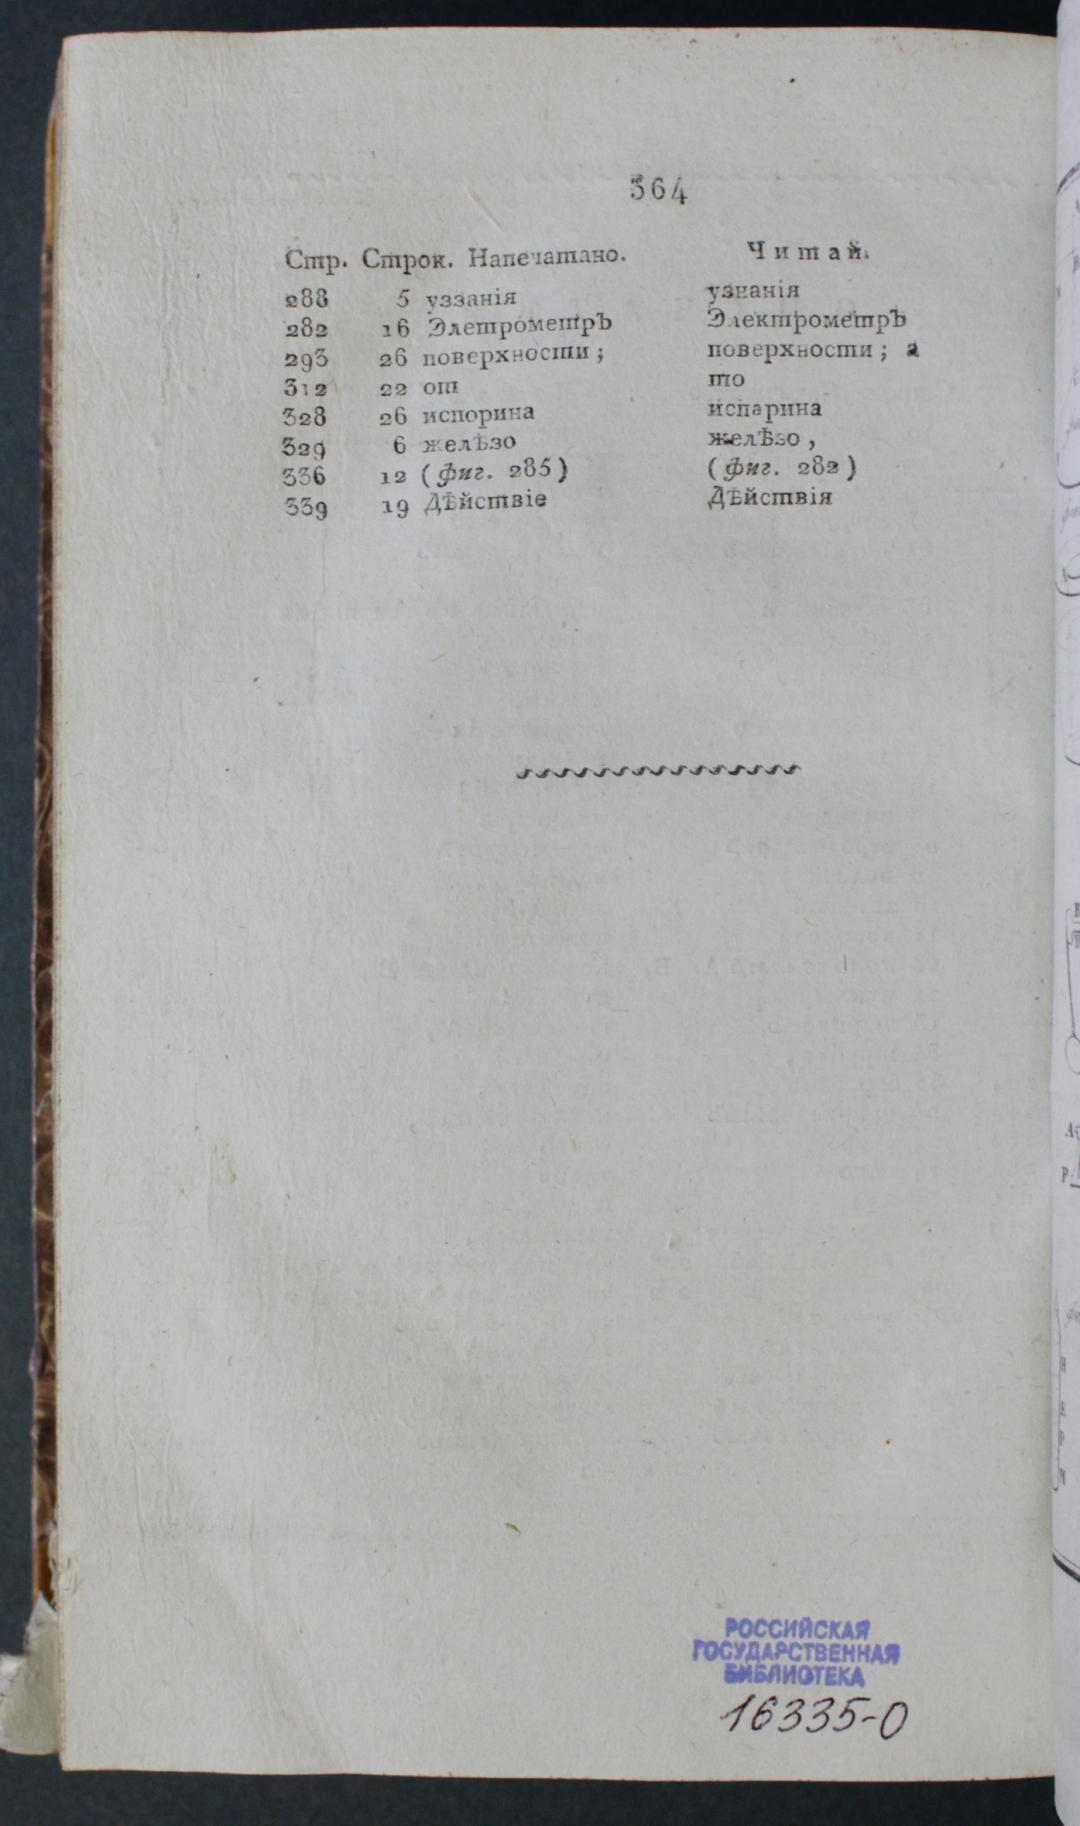 364
Стр. Строк. Напечатано. Читай.
288 5 уззанія узнанія
282 16 Элетрометръ Электрометръ
293 26 поверхности ; поверхности ; а
312 22 от то
328 26 испорина испарина
329 6 желѣзо желѣзо ,
336 12 (фиг. 285) (фиг. 282)
339 19 Дѣйствіе Дѣйствія
РОССИЙСКАЯ
ГОСУДАРСТВЕННАЯ
БИБЛИОТЕКА
16335-0